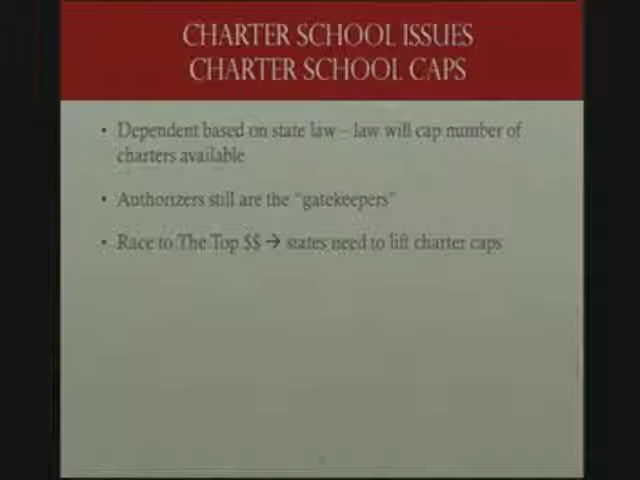 CHARTER SCHOOL ISSUES
CHARTER SCHOOL CAPS
• Dependent based on state law – law will cap number of
charters available
• Authorizers still are the "gatekeepers"
• Race to The Top $$ → states need to lift charter caps